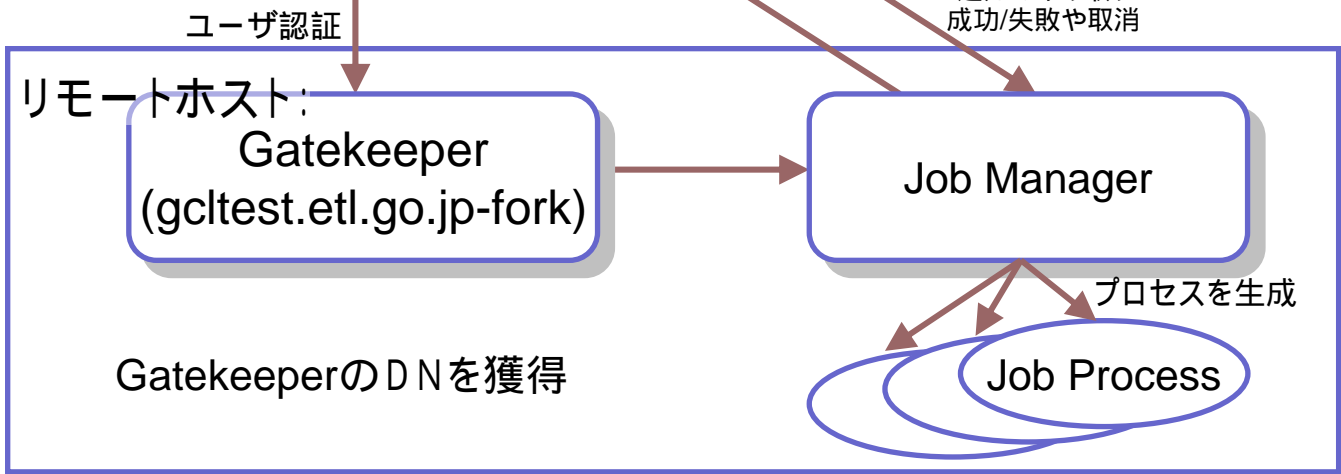 ユーザ認証
成功/失敗や取消
リモートホスト:
Gatekeeper
(gcltest.etl.go.jp-fork)
Job Manager
プロセスを生成
GatekeeperのDNを獲得
Job Process